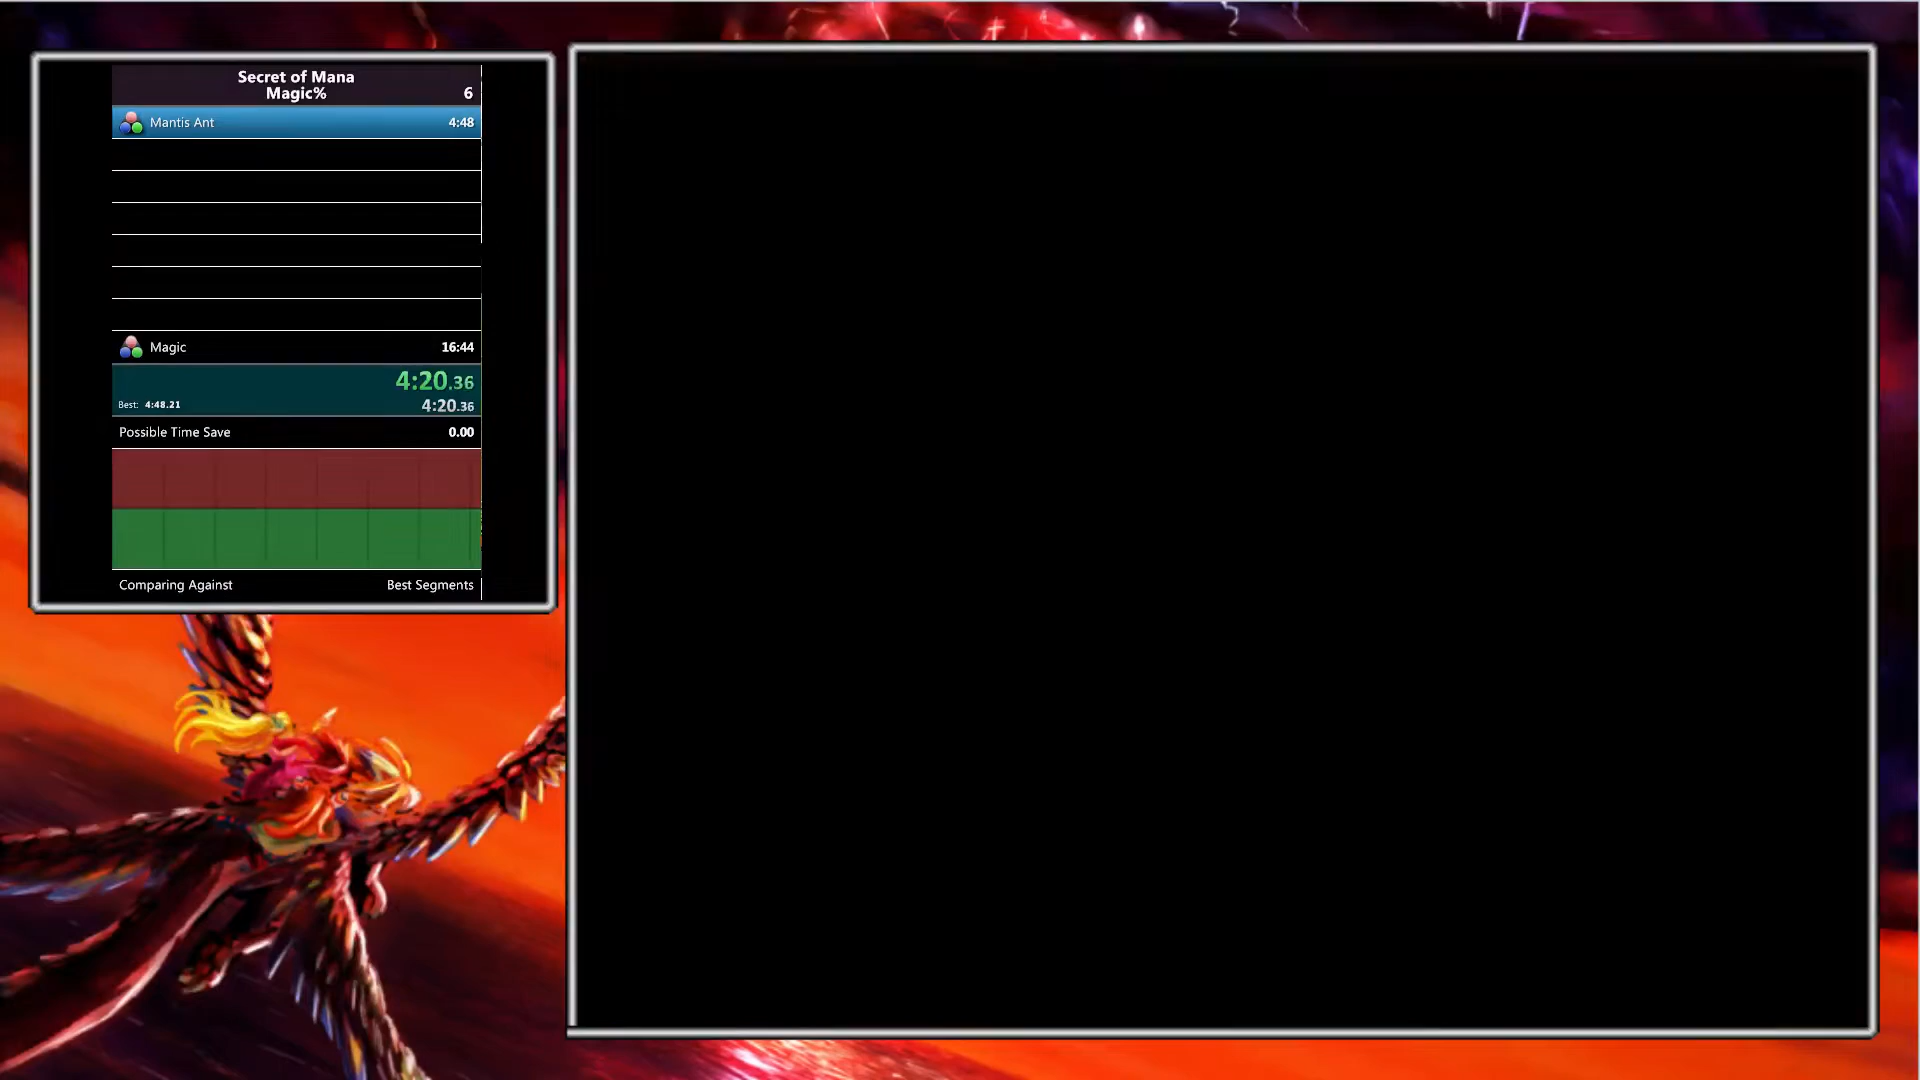 Secret of Mana
Magic% 6
Mantis Ant 4:48
Magic 16:44
4:20.36
Best: 4:48.21 4:20.36
Possible Time Save 0.00
Comparing Against Best Segments